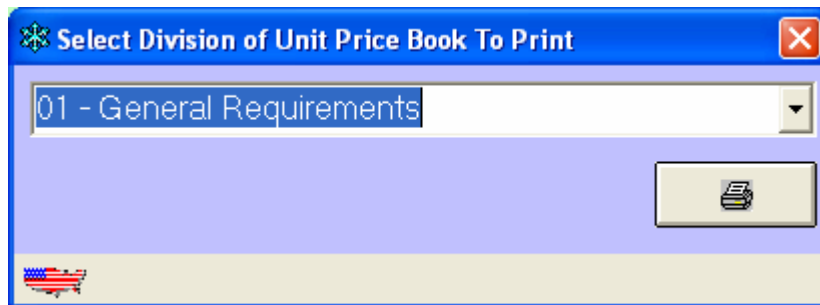 Select Division of Unit Price Book To Print
01 - General Requirements